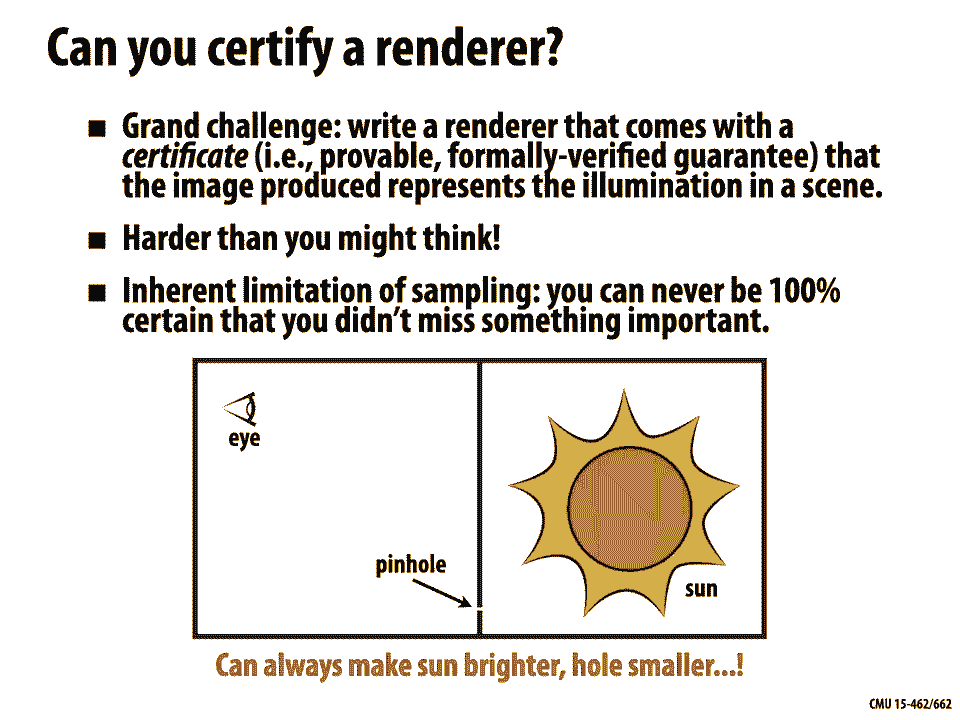 Can you certify a renderer?
Grand challenge: write a renderer that comes with a
certificate (i.e., provable, formally-verified guarantee) that
the image produced represents the illumination in a scene.
Harder than you might think!
Inherent limitation of sampling: you can never be 100%
certain that you didn’t miss something important.
eye
pinhole
sun
Can always make sun brighter, hole smaller...!
CMU 15-462/662